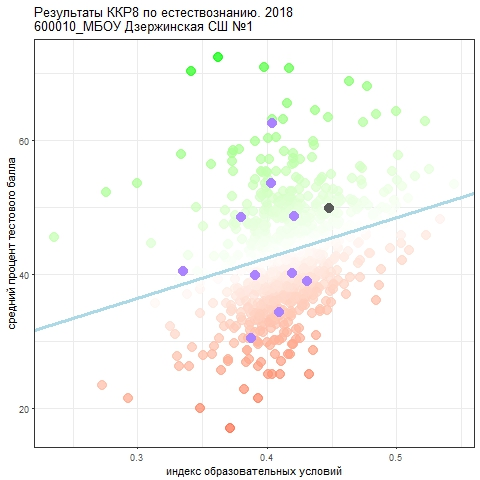 Результаты ККР8 по естествознанию. 2018
600010_МБОУ Дзержинская СШ №1
средний процент тестового балла
60
40
20
0.3
0.4
0.5
индекс образовательных условий